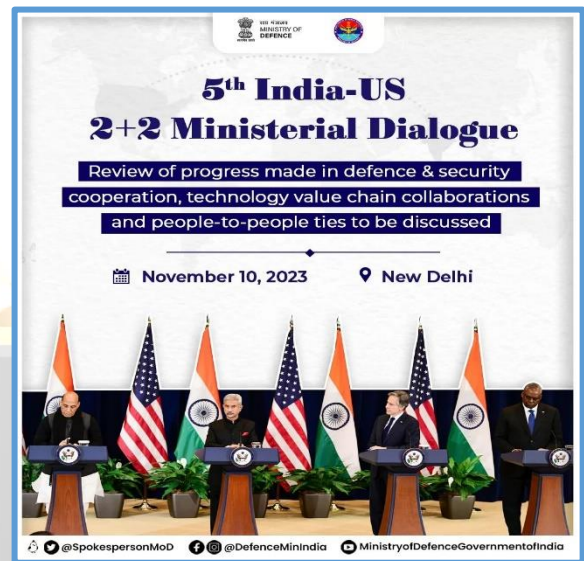 रक्षा मंत्रालय
MINISTRY OF
DEFENCE
5th India-US
2+2 Ministerial Dialogue
Review of progress made in defence & security
cooperation, technology value chain collaborations
and people-to-people ties to be discussed
November 10, 2023 New Delhi
@SpokespersonMoD @DefenceMinIndia MinistryofDefenceGovernmentofIndia